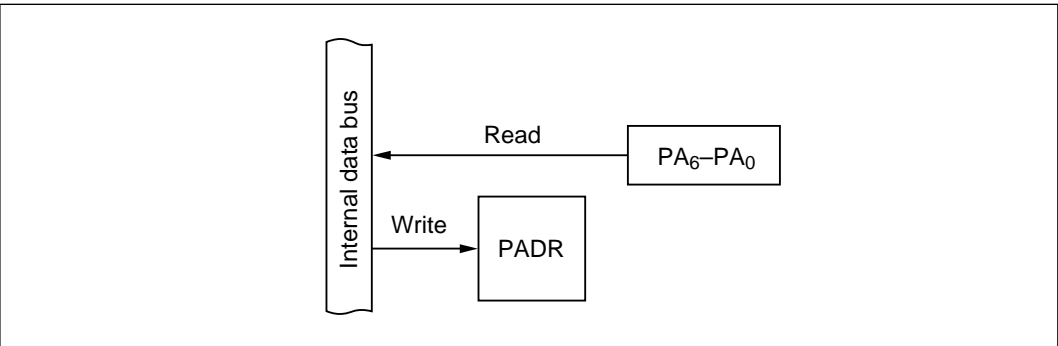 Internal data bus
Read
PA6–PA0
Write
PADR